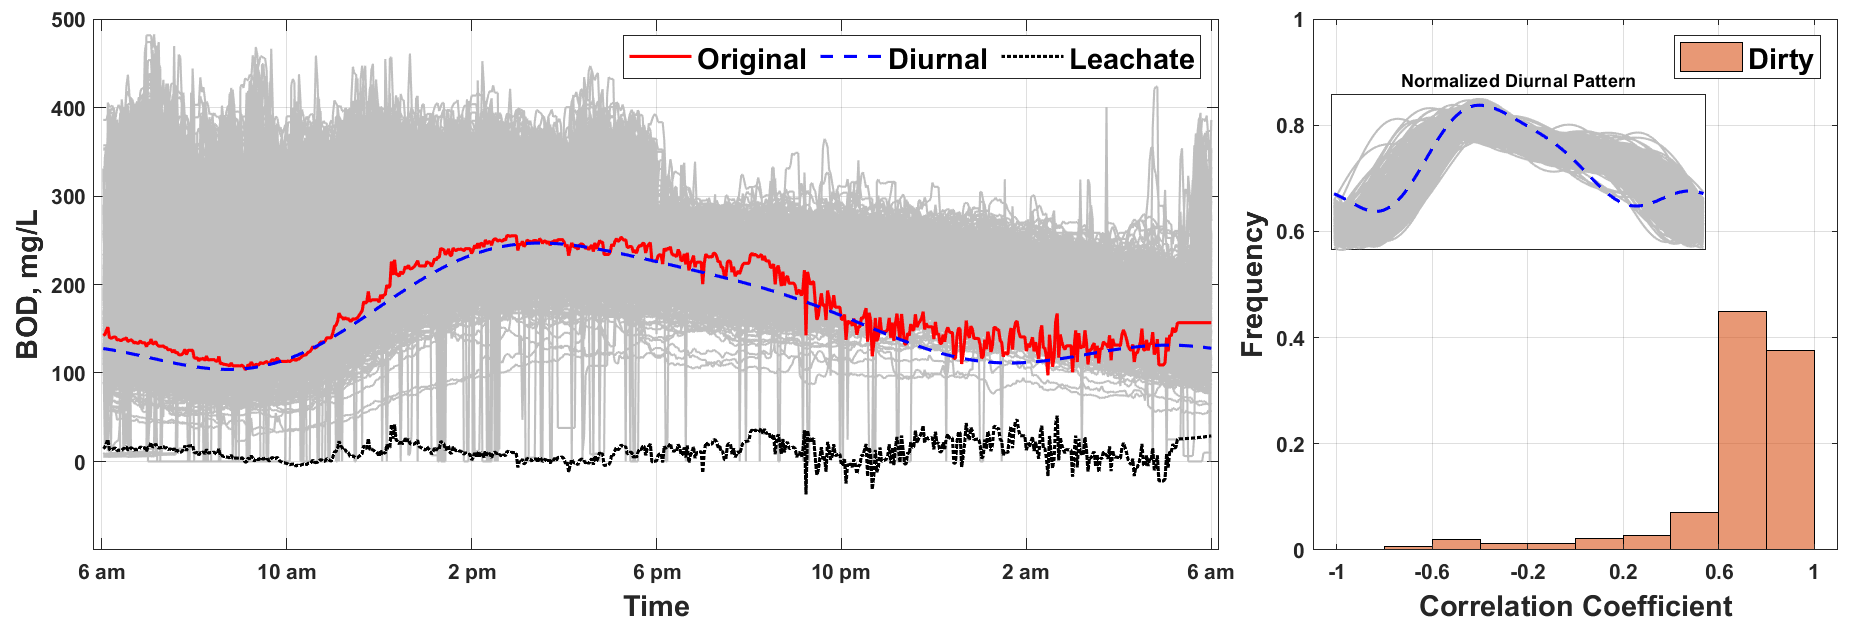 500
400
300
200
100
0
BOD, mg/L
Original Diurnal Leachate
6 am 10 am 2 pm 6 pm 10 pm 2 am 6 am
Time
1
0.8
0.6
0.4
0.2
0
Frequency
Dirty
Normalized Diurnal Pattern
-1 -0.6 -0.2 0.2 0.6 1
Correlation Coefficient